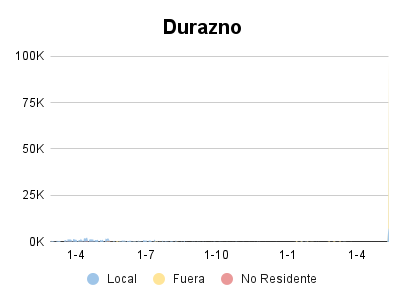 Durazno
100K
75K
50K
25K
0K
1-4 1-7 1-10 1-1 1-4
Local Fuera No Residente